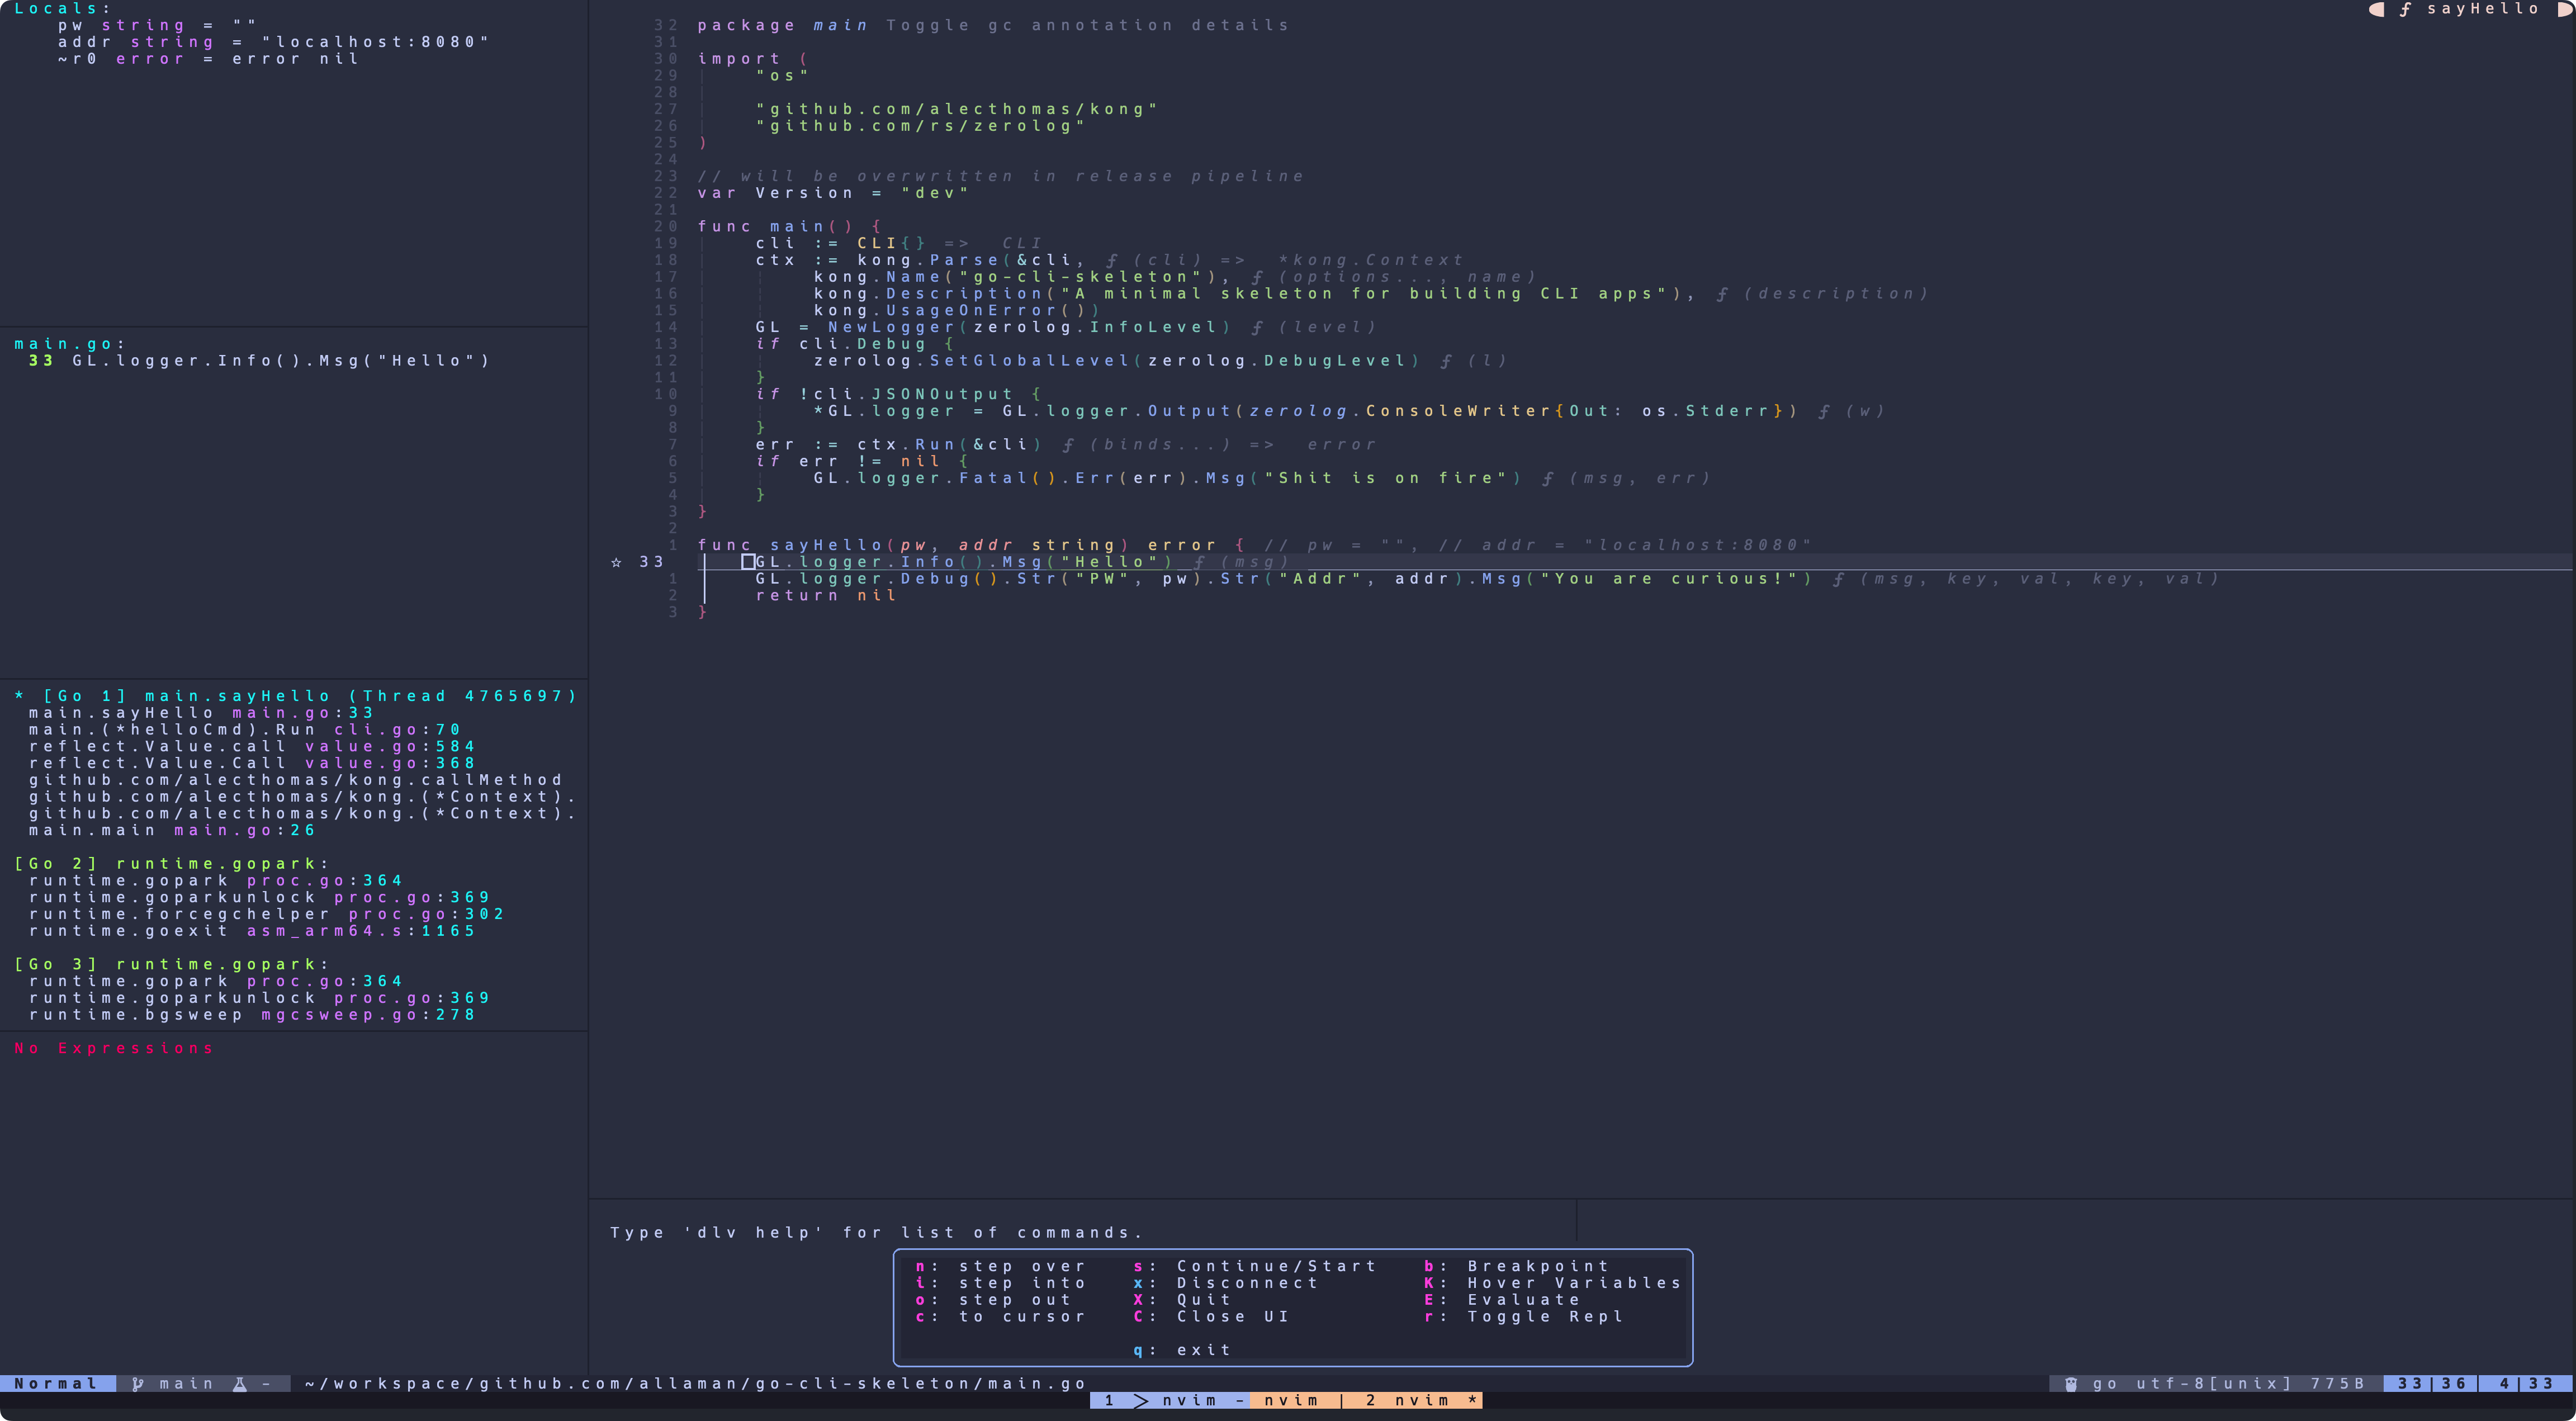 Locals:
pw string = ""
addr string = "localhost:8080"
~r0 error = error nil
main.go:
33 GL.logger.Info().Msg("Hello")
* [Go 1] main.sayHello (Thread 4765697)
main.sayHello main.go:33
main.(*helloCmd).Run cli.go:70
reflect.Value.call value.go:584
reflect.Value.Call value.go:368
github.com/alecthomas/kong.callMethod
github.com/alecthomas/kong.(*Context).
github.com/alecthomas/kong.(*Context).
main.main main.go:26
[Go 2] runtime.gopark:
runtime.gopark proc.go:364
runtime.goparkunlock proc.go:369
runtime.forcegchelper proc.go:302
runtime.goexit asm_arm64.s:1165
[Go 3] runtime.gopark:
runtime.gopark proc.go:364
runtime.goparkunlock proc.go:369
runtime.bgsweep mgcsweep.go:278
No Expressions
ƒ sayHello
32 package main Toggle gc annotation details
31
30 import (
29 "os"
28
27 "github.com/alecthomas/kong"
26 "github.com/rs/zerolog"
25 )
24
23 // will be overwritten in release pipeline
22 var Version = "dev"
21
20 func main() {
19 cli := CLI{} => CLI
18 ctx := kong.Parse(&cli, ƒ (cli) => *kong.Context
17 kong.Name("go-cli-skeleton"), ƒ (options..., name)
16 kong.Description("A minimal skeleton for building CLI apps"), ƒ (description)
15 kong.UsageOnError())
14 GL = NewLogger(zerolog.InfoLevel) ƒ (level)
13 if cli.Debug {
12 zerolog.SetGlobalLevel(zerolog.DebugLevel) ƒ (l)
11 }
10 if !cli.JSONOutput {
9 *GL.logger = GL.logger.Output(zerolog.ConsoleWriter{Out: os.Stderr}) ƒ (w)
8 }
7 err := ctx.Run(&cli) ƒ (binds...) => error
6 if err != nil {
5 GL.logger.Fatal().Err(err).Msg("Shit is on fire") ƒ (msg, err)
4 }
3 }
2
1 func sayHello(pw, addr string) error { // pw = "", // addr = "localhost:8080"
☆ 33 GL.logger.Info().Msg("Hello") ƒ (msg)
1 GL.logger.Debug().Str("PW", pw).Str("Addr", addr).Msg("You are curious!") ƒ (msg, key, val, key, val)
2 return nil
3 }
Type 'dlv help' for list of commands.
n: step over s: Continue/Start b: Breakpoint
i: step into x: Disconnect K: Hover Variables
o: step out X: Quit E: Evaluate
c: to cursor C: Close UI r: Toggle Repl
q: exit
Normal main - ~/workspace/github.com/allaman/go-cli-skeleton/main.go go utf-8[unix] 775B 33|36 4|33
1 > nvim - nvim | 2 nvim *